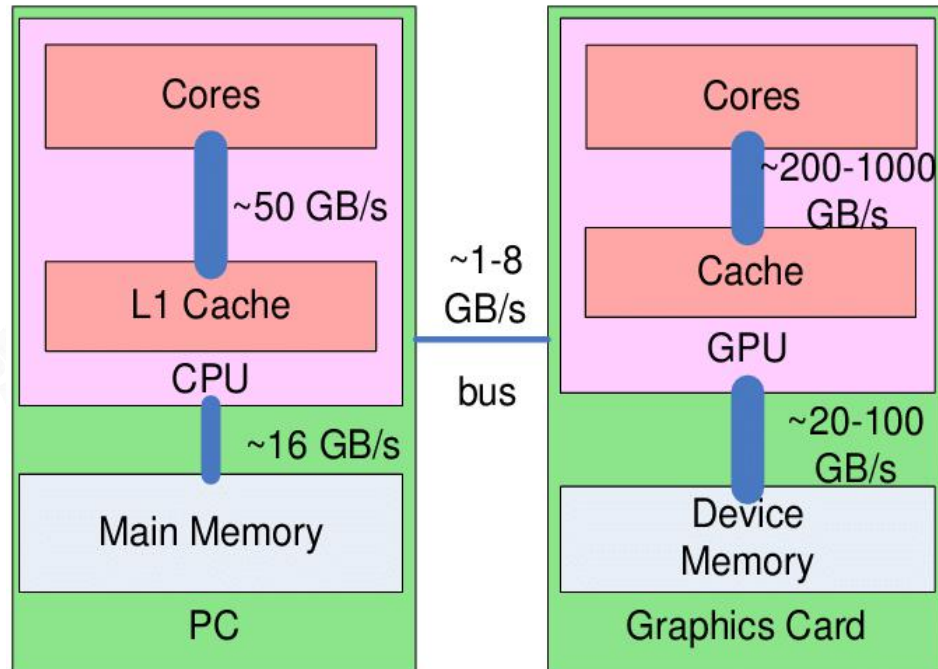 Cores
~50 GB/s
L1 Cache
CPU
~16 GB/s
Main Memory
PC
~1-8
GB/s
bus
Cores
~200-1000
GB/s
Cache
GPU
~20-100
GB/s
Device
Memory
Graphics Card